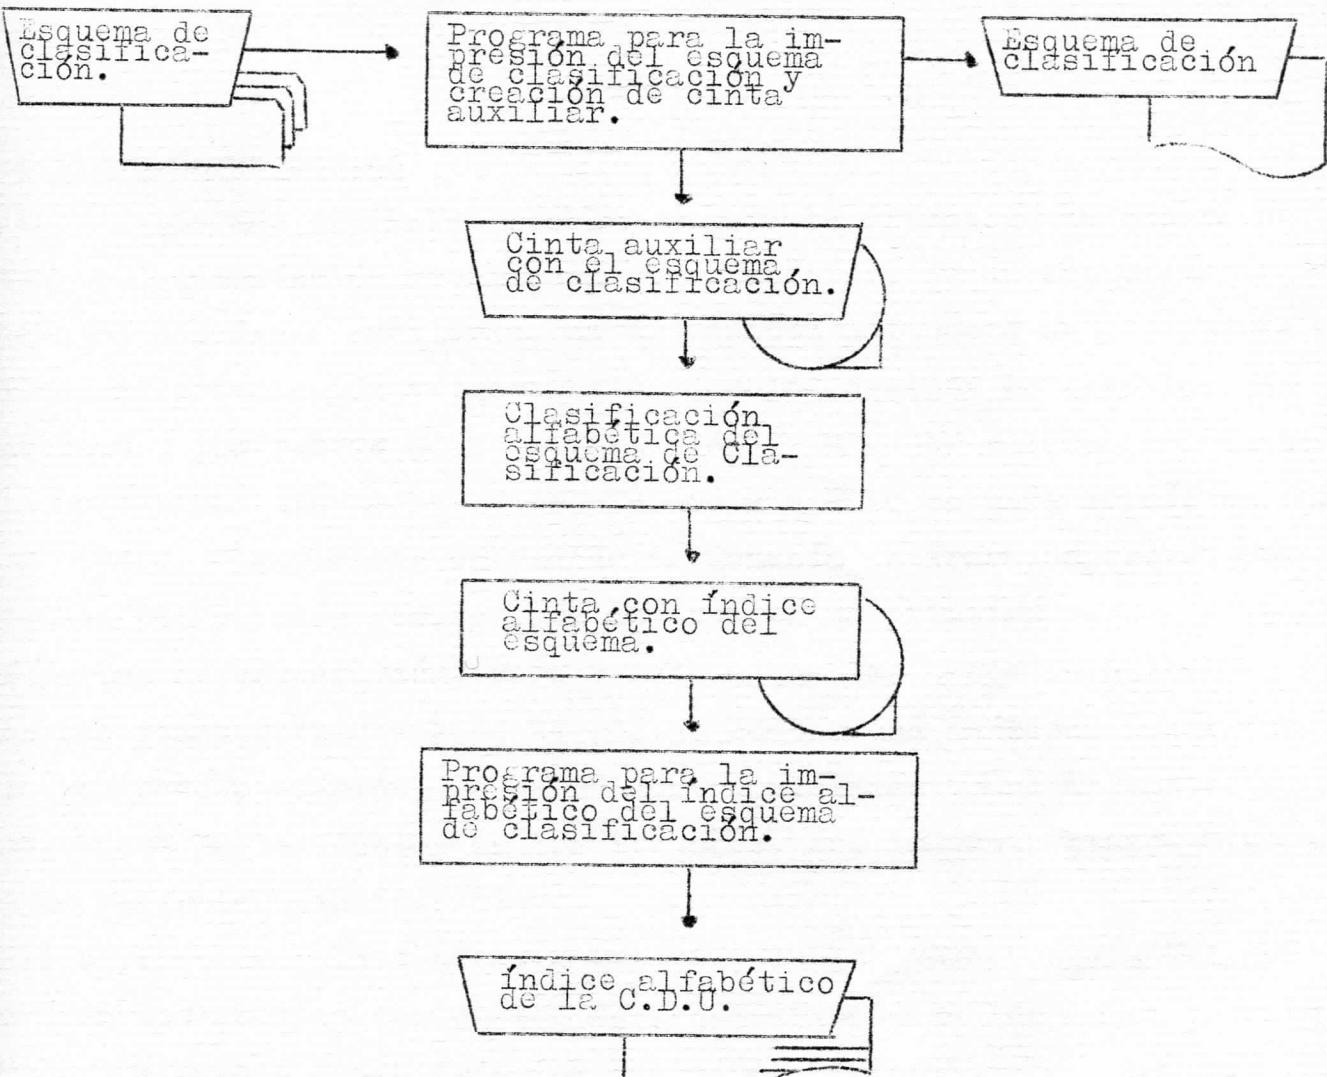 Esquema de
clasifica-
ción.
Programa para la im-
presión del esquema
de clasificación y
creación de cinta
auxiliar.
Esquema de
clasificación
Cinta auxiliar
con el esquema
de clasificación.
Clasificación
alfabética del
esquema de Cla-
sificación.
Cinta con índice
alfabético del
esquema.
Programa para la im-
presión del índice al-
fabético del esquema
de clasificación.
índice alfabético
de la C.D.U.